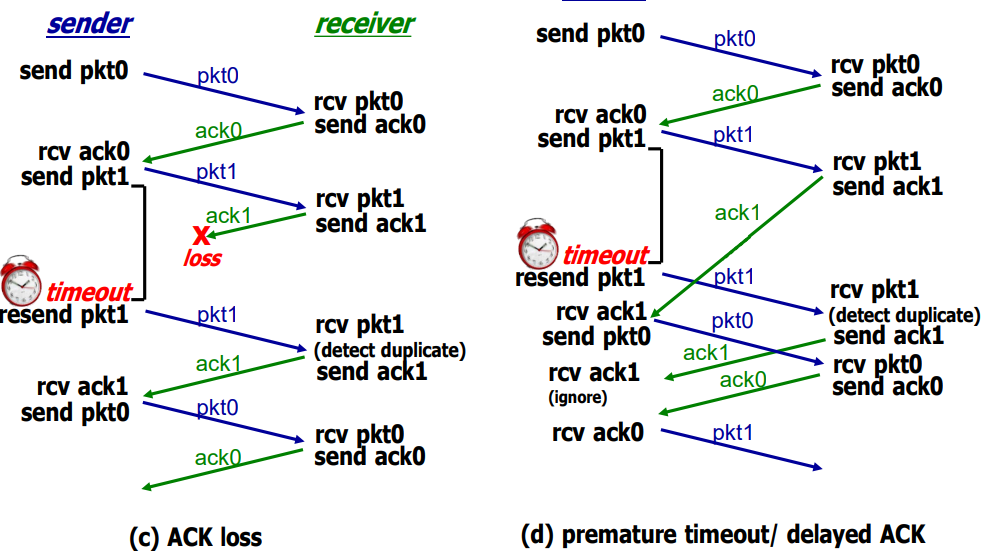 sender
receiver
send pkt0
pkt0
rcv pkt0
send ack0
ack0
rcv ack0
send pkt1
pkt1
rcv pkt1
send ack1
ack1
X
loss
timeout
resend pkt1
pkt1
rcv pkt1
(detect duplicate)
send ack1
ack1
rcv ack1
send pkt0
pkt0
rcv pkt0
send ack0
ack0
(c) ACK loss
send pkt0
pkt0
rcv pkt0
send ack0
ack0
rcv ack0
send pkt1
pkt1
rcv pkt1
send ack1
ack1
timeout
resend pkt1
pkt1
rcv pkt1
(detect duplicate)
send ack1
rcv ack1
send pkt0
pkt0
ack1
rcv pkt0
send ack0
rcv ack1
(ignore)
ack0
rcv ack0
pkt1
(d) premature timeout/ delayed ACK